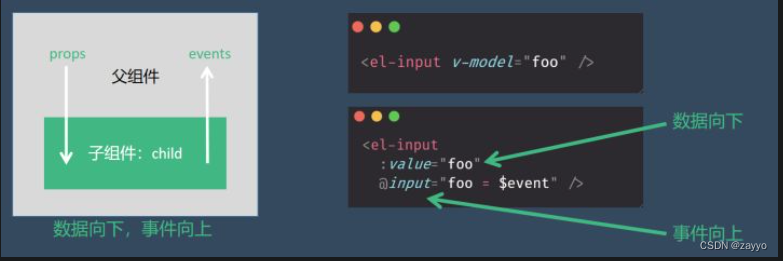 props
events
父组件
子组件：child
数据向下，事件向上
<el-input v-model="foo" />
<el-input
:value="foo"
@input="foo = $event" />
数据向下
事件向上
CSDN @zayyo